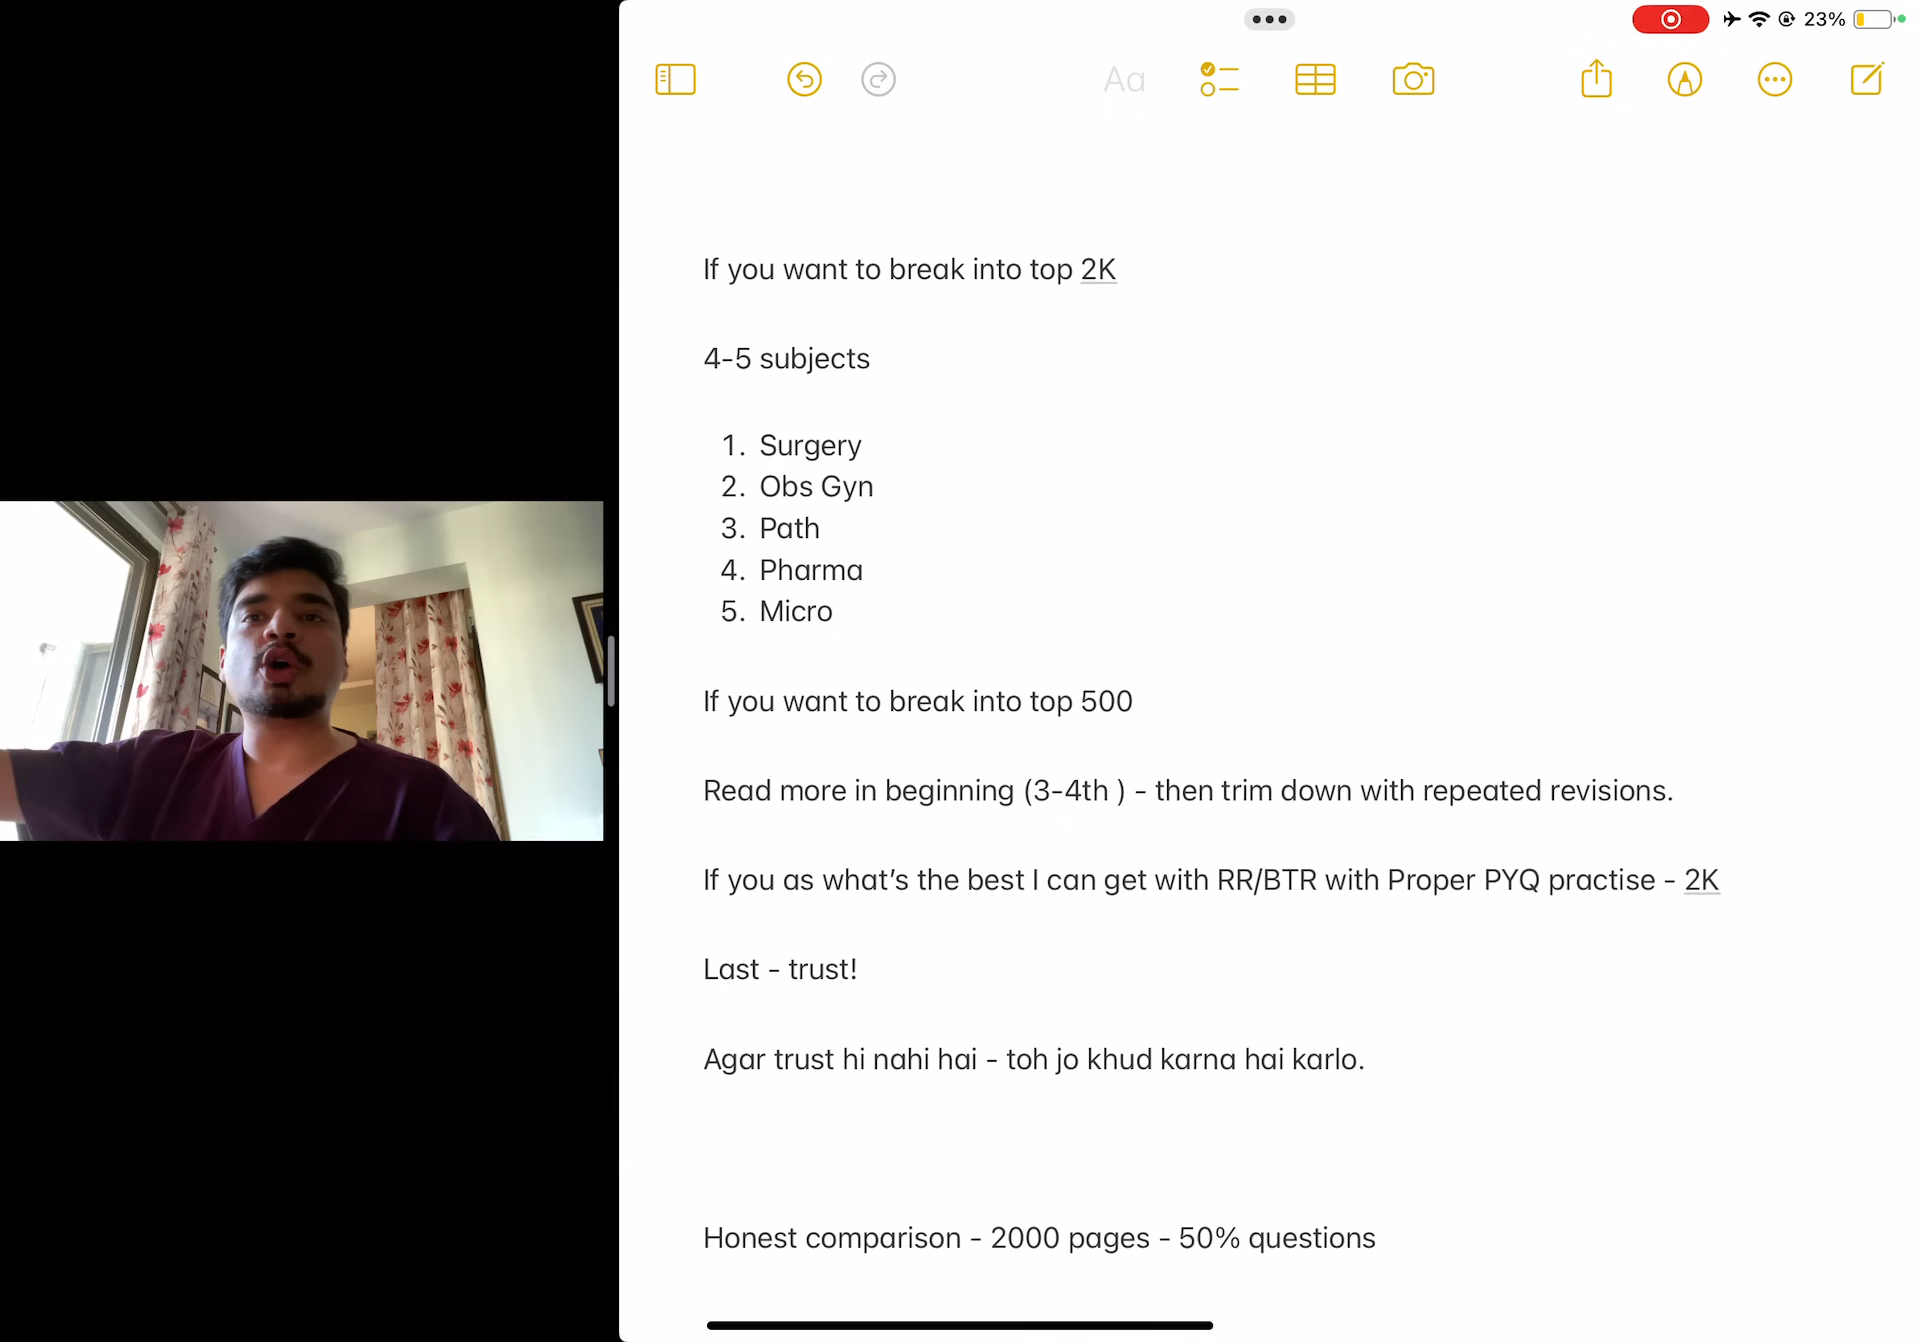 23%
Aa
If you want to break into top 2K
4-5 subjects
1. Surgery
2. Obs Gyn
3. Path
4. Pharma
5. Micro
If you want to break into top 500
Read more in beginning (3-4th ) - then trim down with repeated revisions.
If you as what's the best I can get with RR/BTR with Proper PYQ practise - 2K
Last - trust!
Agar trust hi nahi hai - toh jo khud karna hai karlo.
Honest comparison - 2000 pages - 50% questions